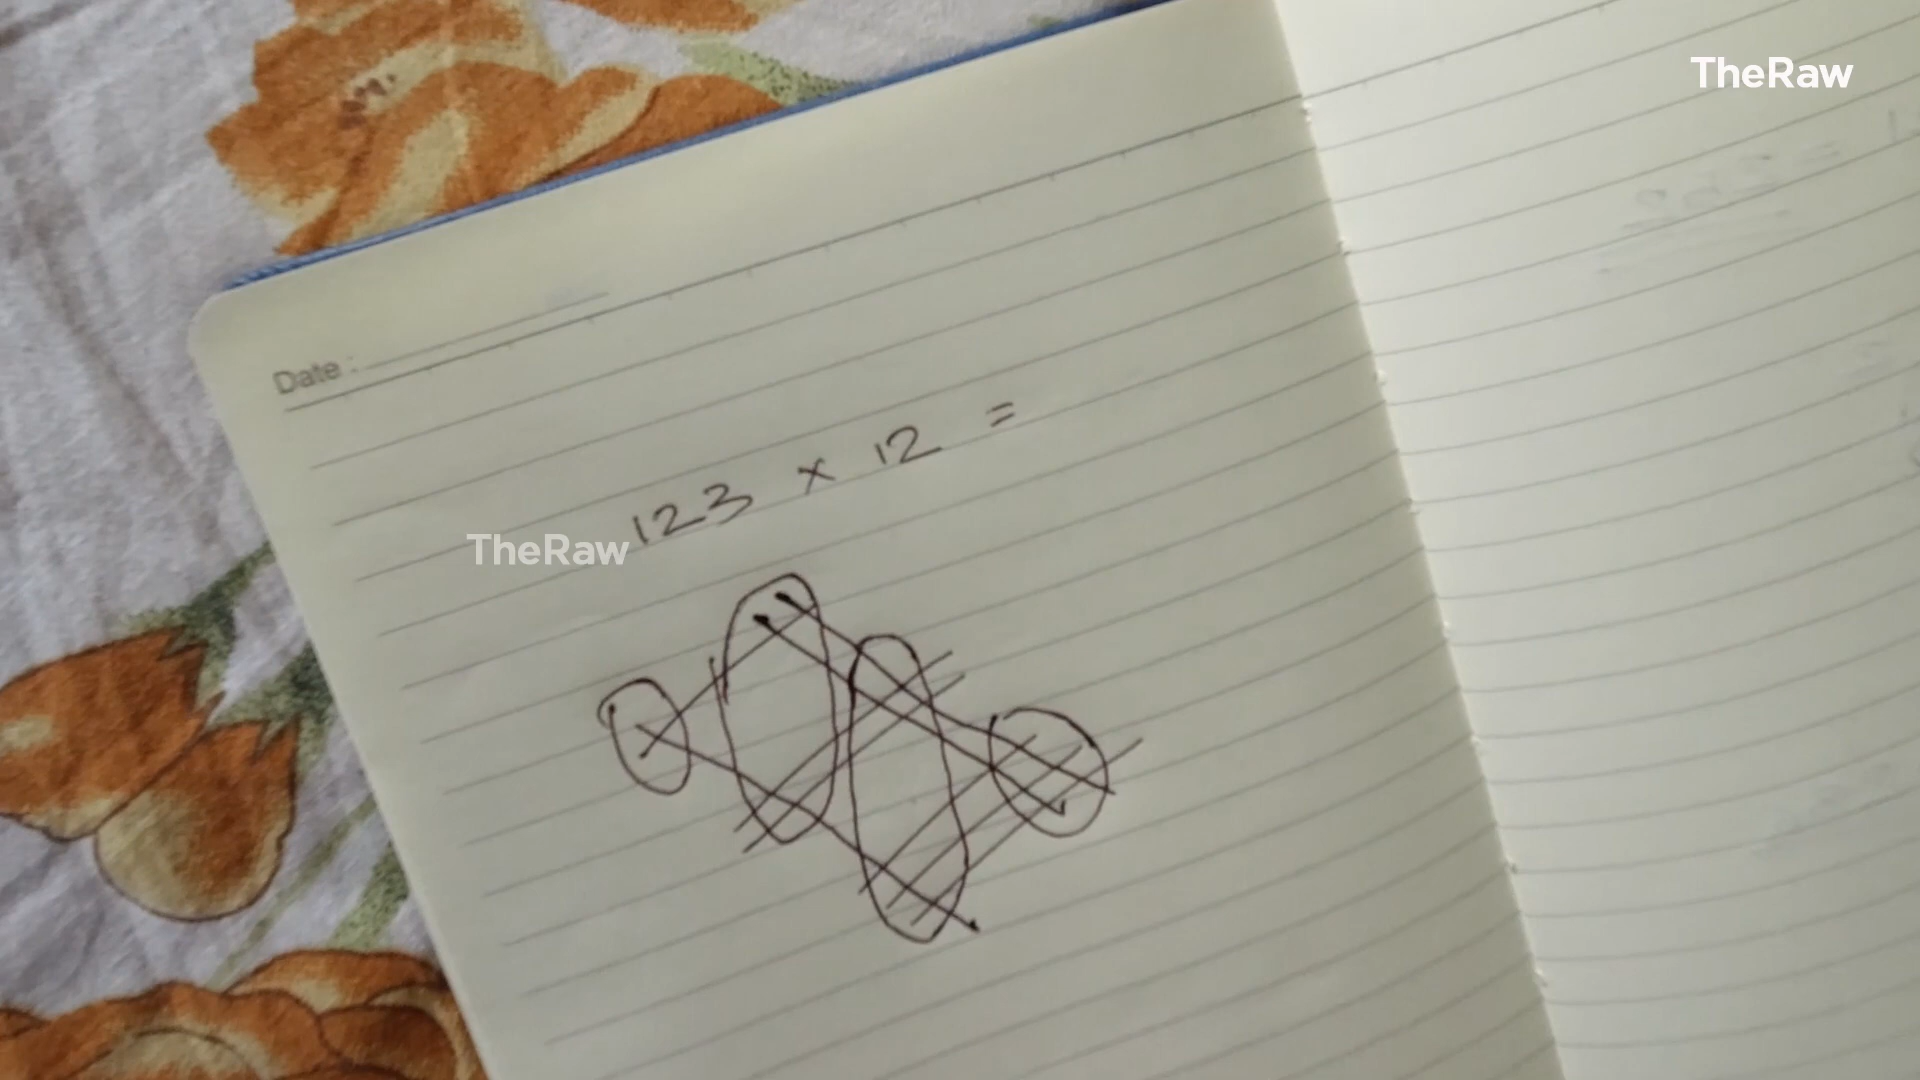 TheRaw
Date :
123 x 12 =
TheRaw